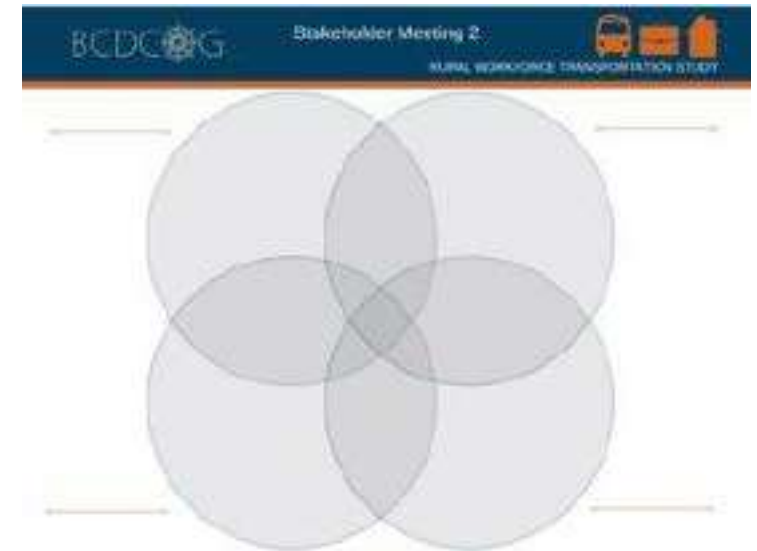 BCDCOG
Stakeholder Meeting 2
RURAL WORKFORCE TRANSPORTATION STUDY